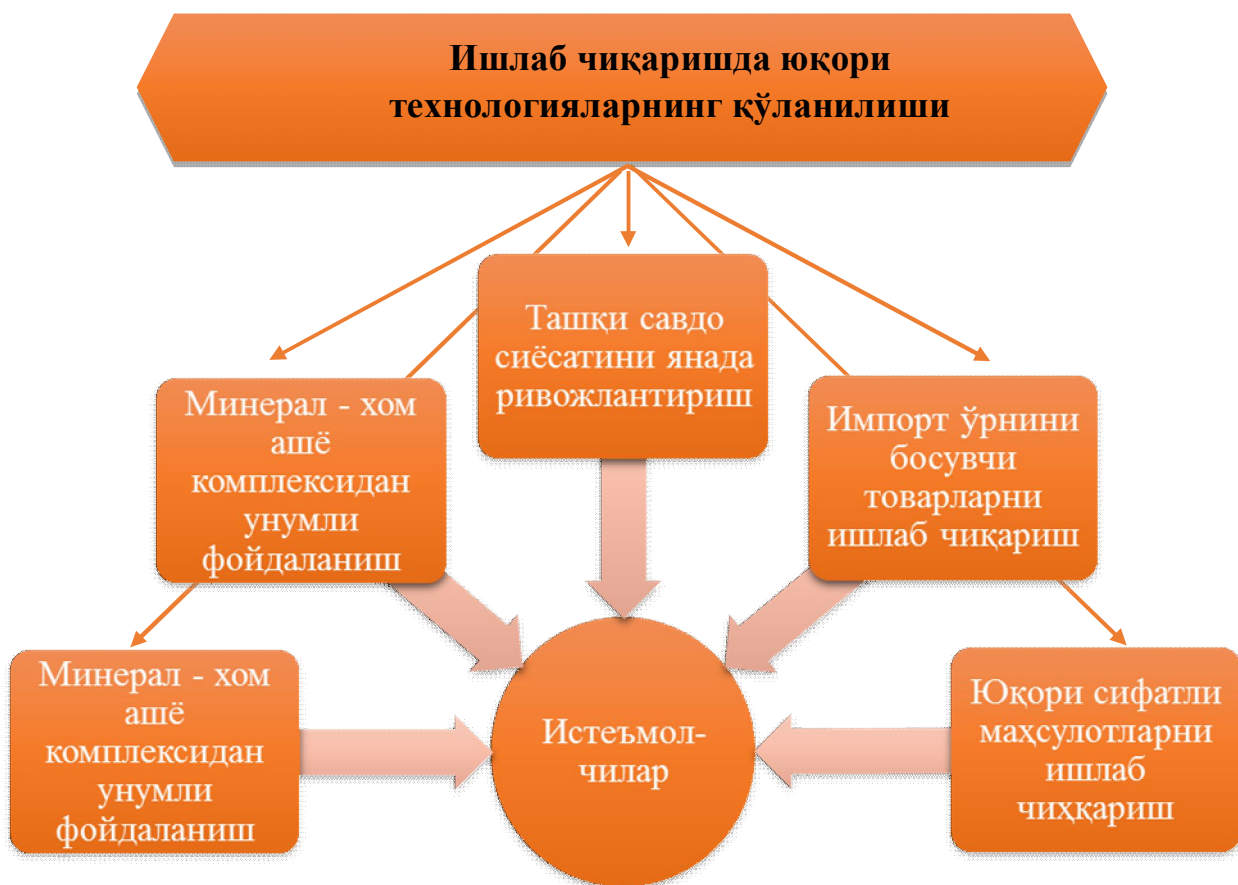 Ишлаб чиқаришда юқори
технологияларнинг қўланилиши
Ташқи савдо
сиёсатини янада
ривожлантириш
Минерал - хом
ашё
комплексидан
унумли
фойдаланиш
Импорт ўрнини
босувчи
товарларни
ишлаб чиқариш
Минерал - хом
ашё
комплексидан
унумли
фойдаланиш
Истеъмол-
чилар
Юқори сифатли
маҳсулотларни
ишлаб
чиҳқариш